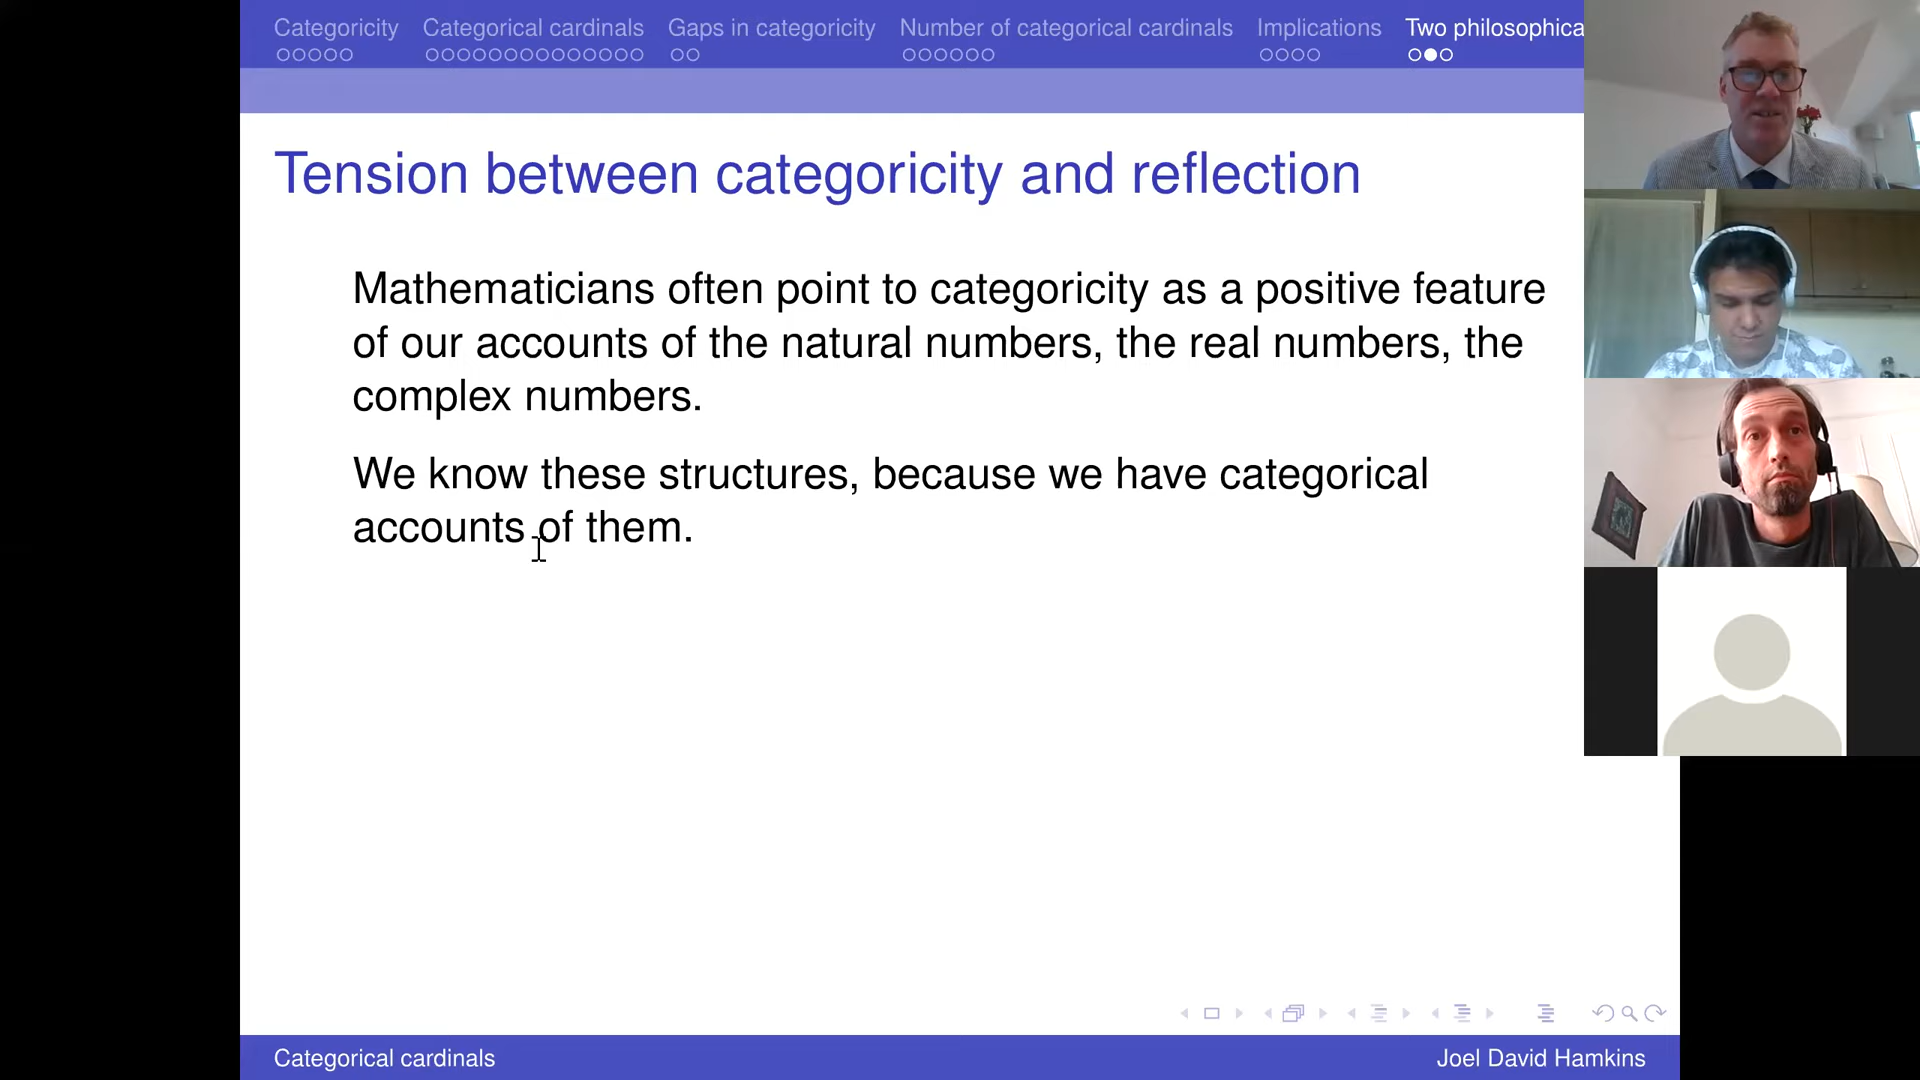 Categoricity Categorical cardinals Gaps in categoricity Number of categorical cardinals Implications Two philosophica
Tension between categoricity and reflection
Mathematicians often point to categoricity as a positive feature
of our accounts of the natural numbers, the real numbers, the
complex numbers.
We know these structures, because we have categorical
accounts of them.
Categorical cardinals Joel David Hamkins